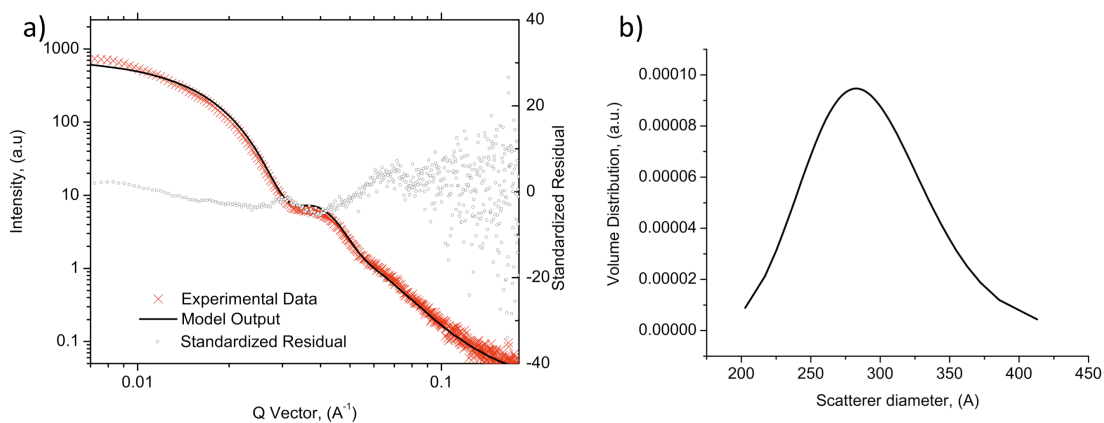 a)
1000
100
10
1
0.1
Intensity, (a.u)
40
20
0
-20
-40
Standardized Residual
Experimental Data
Model Output
Standardized Residual
0.01
0.1
Q Vector, (A⁻¹)
b)
0.00010
0.00008
0.00006
0.00004
0.00002
0.00000
Volume Distribution, (a.u.)
200
250
300
350
400
450
Scatterer diameter, (A)